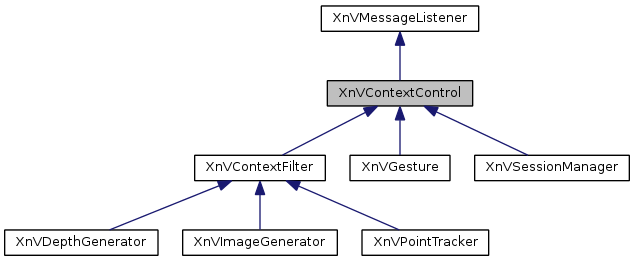 XnVMessageListener
XnVContextControl
XnVContextFilter
XnVGesture
XnVSessionManager
XnVDepthGenerator
XnVImageGenerator
XnVPointTracker